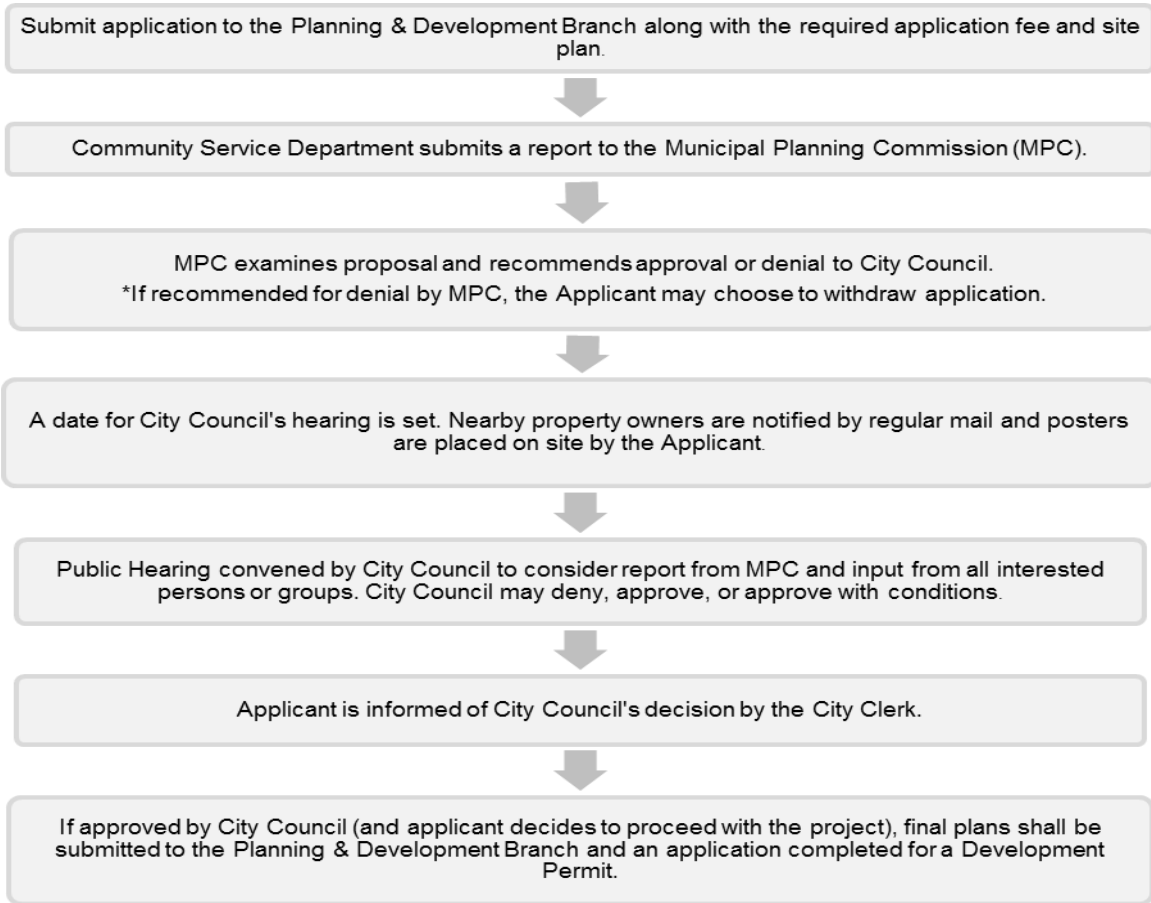 Submit application to the Planning & Development Branch along with the required application fee and site
plan.
Community Service Department submits a report to the Municipal Planning Commission (MPC).
MPC examines proposal and recommends approval or denial to City Council.
*If recommended for denial by MPC, the Applicant may choose to withdraw application.
A date for City Council's hearing is set. Nearby property owners are notified by regular mail and posters
are placed on site by the Applicant.
Public Hearing convened by City Council to consider report from MPC and input from all interested
persons or groups. City Council may deny, approve, or approve with conditions.
Applicant is informed of City Council's decision by the City Clerk.
If approved by City Council (and applicant decides to proceed with the project), final plans shall be
submitted to the Planning & Development Branch and an application completed for a Development
Permit.